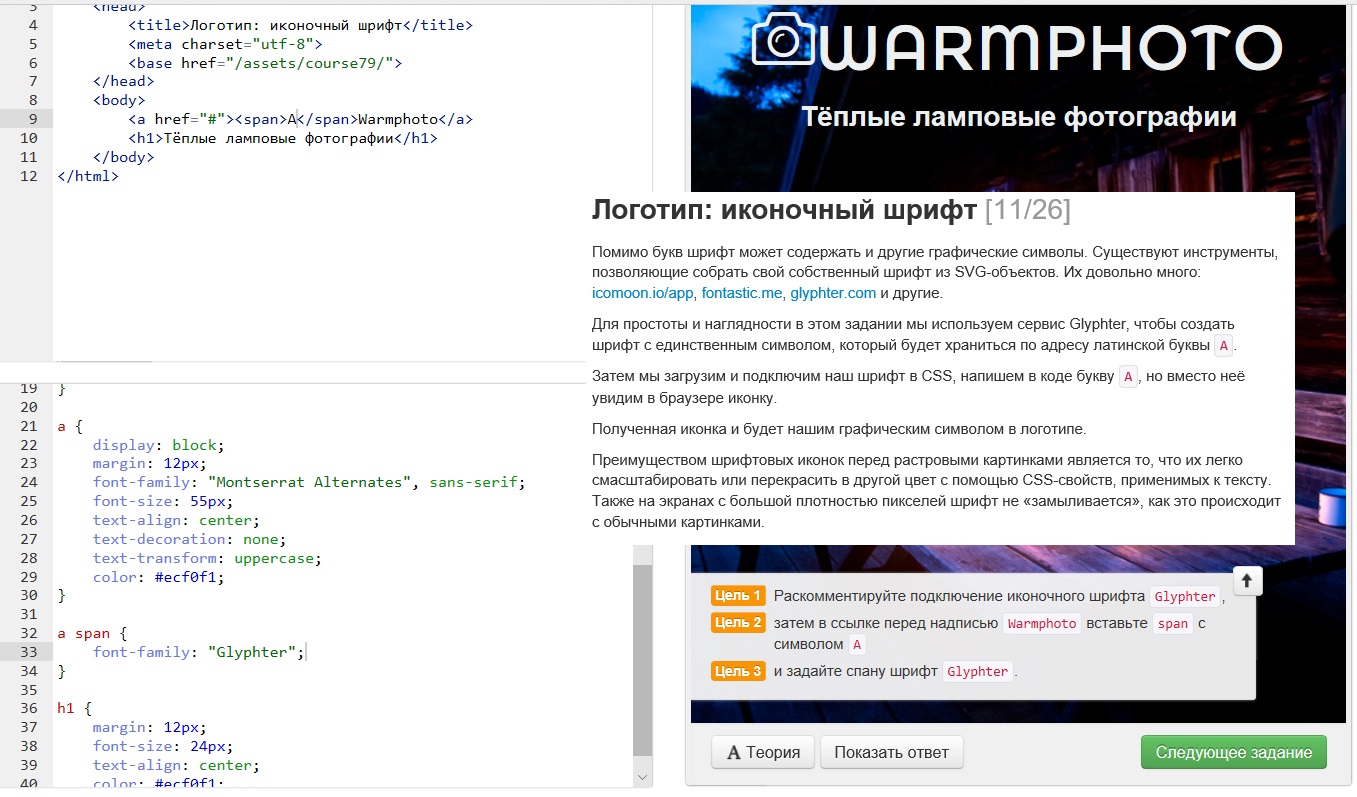 3 <head>
4 <title>Логотип: иконочный шрифт</title>
5 <meta charset="utf-8">
6 <base href="/assets/course79/">
7 </head>
8 <body>
9 <a href="#"><span>A</span>Warmphoto</a>
10 <h1>Тёплые ламповые фотографии</h1>
11 </body>
12 </html>
19 }
20
21 a {
22 display: block;
23 margin: 12px;
24 font-family: "Montserrat Alternates", sans-serif;
25 font-size: 55px;
26 text-align: center;
27 text-decoration: none;
28 text-transform: uppercase;
29 color: #ecf0f1;
30 }
31
32 a span {
33 font-family: "Glyphter";
34 }
35
36 h1 {
37 margin: 12px;
38 font-size: 24px;
39 text-align: center;
40 color: #ecf0f1;
WARMPHOTO
Тёплые ламповые фотографии
Логотип: иконочный шрифт [11/26]
Помимо букв шрифт может содержать и другие графические символы. Существуют инструменты,
позволяющие собрать свой собственный шрифт из SVG-объектов. Их довольно много:
icomoon.io/app, fontastic.me, glyphter.com и другие.
Для простоты и наглядности в этом задании мы используем сервис Glyphter, чтобы создать
шрифт с единственным символом, который будет храниться по адресу латинской буквы A.
Затем мы загрузим и подключим наш шрифт в CSS, напишем в коде букву A, но вместо неё
увидим в браузере иконку.
Полученная иконка и будет нашим графическим символом в логотипе.
Преимуществом шрифтовых иконок перед растровыми картинками является то, что их легко
смасштабировать или перекрасить в другой цвет с помощью CSS-свойств, применимых к тексту.
Также на экранах с большой плотностью пикселей шрифт не «замыливается», как это происходит
с обычными картинками.
Цель 1 Раскомментируйте подключение иконочного шрифта Glyphter,
Цель 2 затем в ссылке перед надписью Warmphoto вставьте span с
символом A
Цель 3 и задайте спану шрифт Glyphter.
A Теория
Показать ответ
Следующее задание